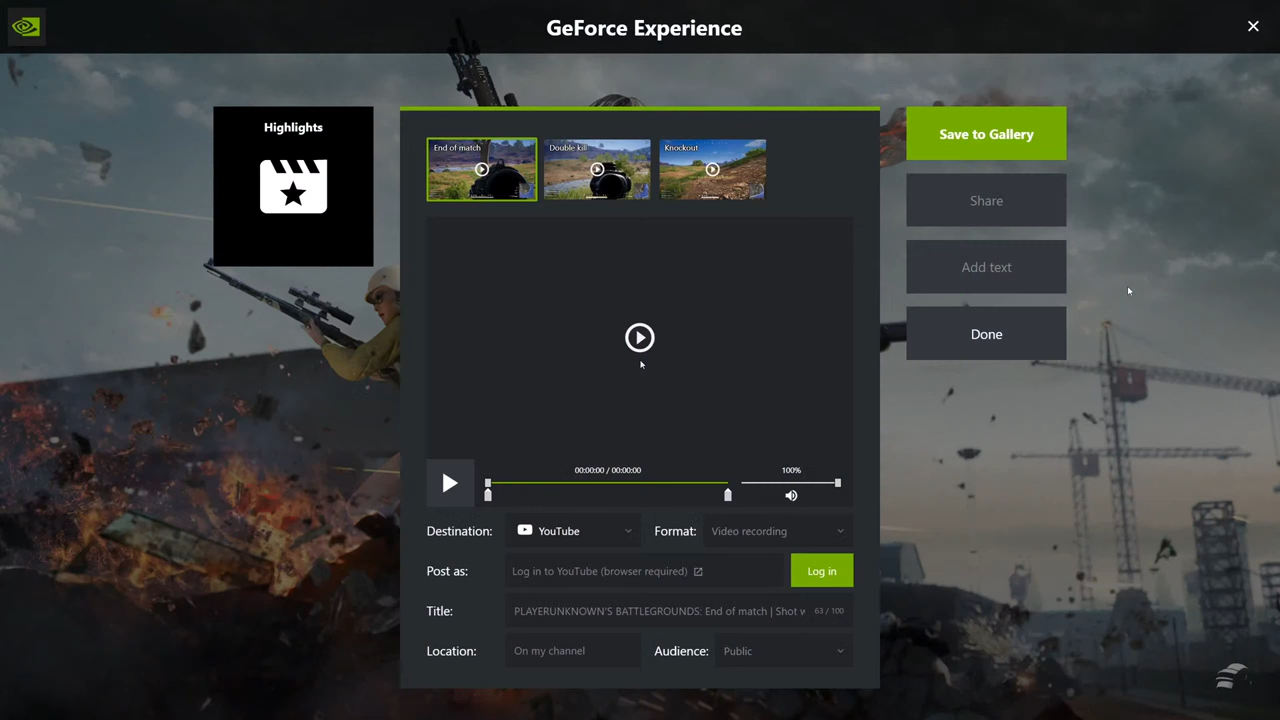 GeForce Experience
Highlights
End of match
Double kill
Knockout
Save to Gallery
Share
Add text
Done
00:00:00 / 00:00:00
100%
Destination: YouTube
Format: Video recording
Post as: Log in to YouTube (browser required)
Log in
Title: PLAYERUNKNOWN'S BATTLEGROUNDS: End of match | Shot w 63 / 100
Location: On my channel
Audience: Public